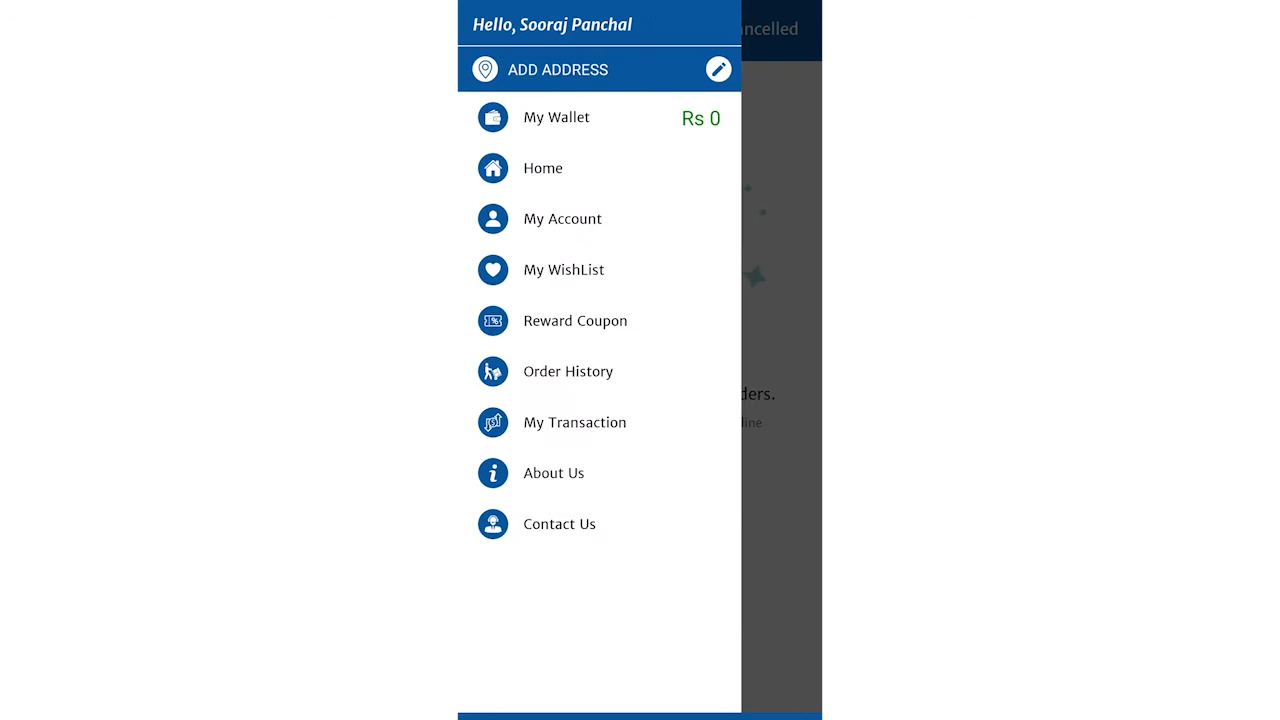 Hello, Sooraj Panchal
ADD ADDRESS
My Wallet Rs 0
Home
My Account
My WishList
Reward Coupon
Order History
My Transaction
About Us
Contact Us